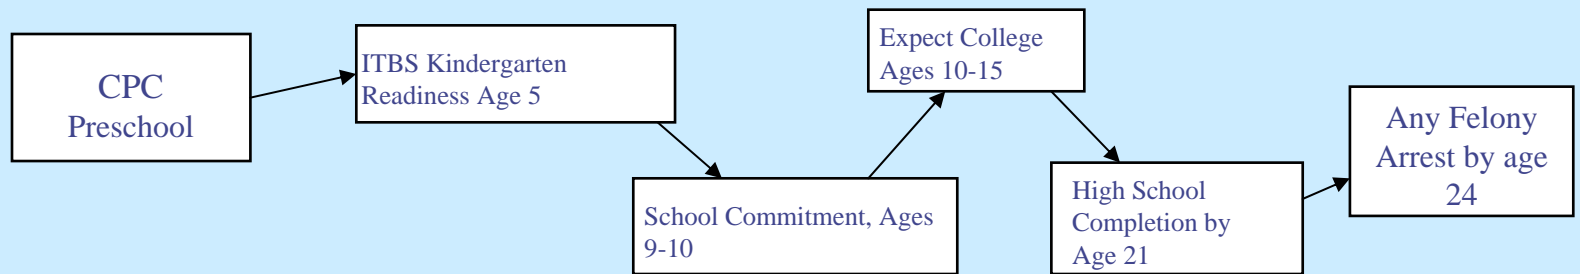 CPC
Preschool
ITBS Kindergarten
Readiness Age 5
School Commitment, Ages
9-10
Expect College
Ages 10-15
High School
Completion by
Age 21
Any Felony
Arrest by age
24